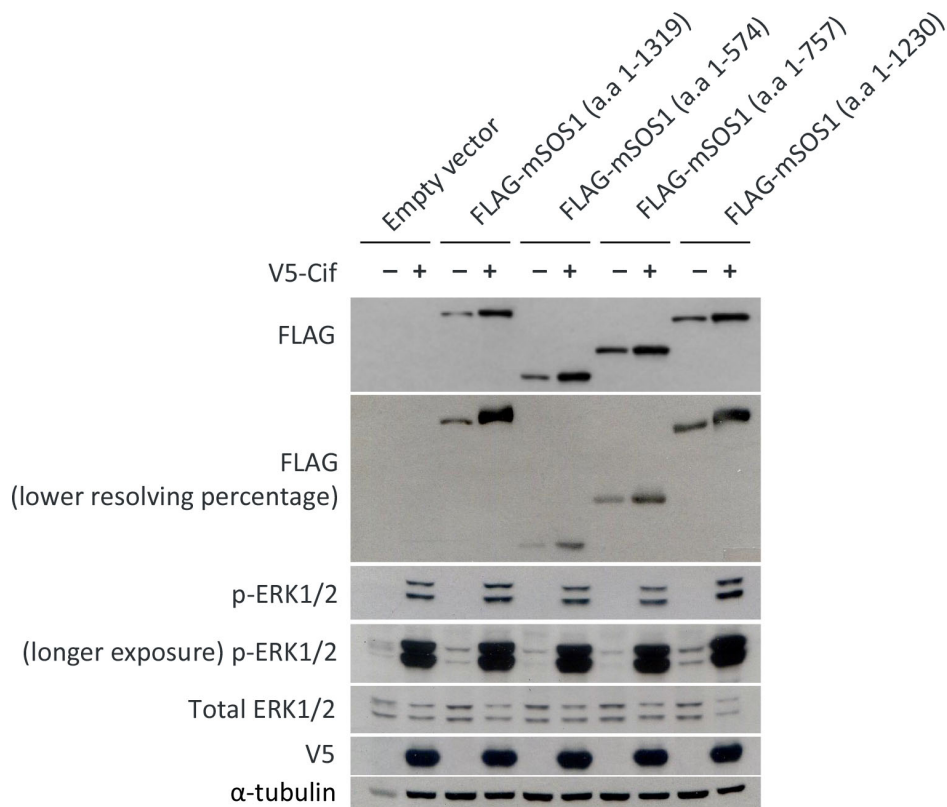 Empty vector
FLAG-mSOS1 (a.a 1-1319)
FLAG-mSOS1 (a.a 1-574)
FLAG-mSOS1 (a.a 1-757)
FLAG-mSOS1 (a.a 1-1230)
V5-Cif − + − + − + − + − +
FLAG
FLAG
(lower resolving percentage)
p-ERK1/2
(longer exposure) p-ERK1/2
Total ERK1/2
V5
α-tubulin